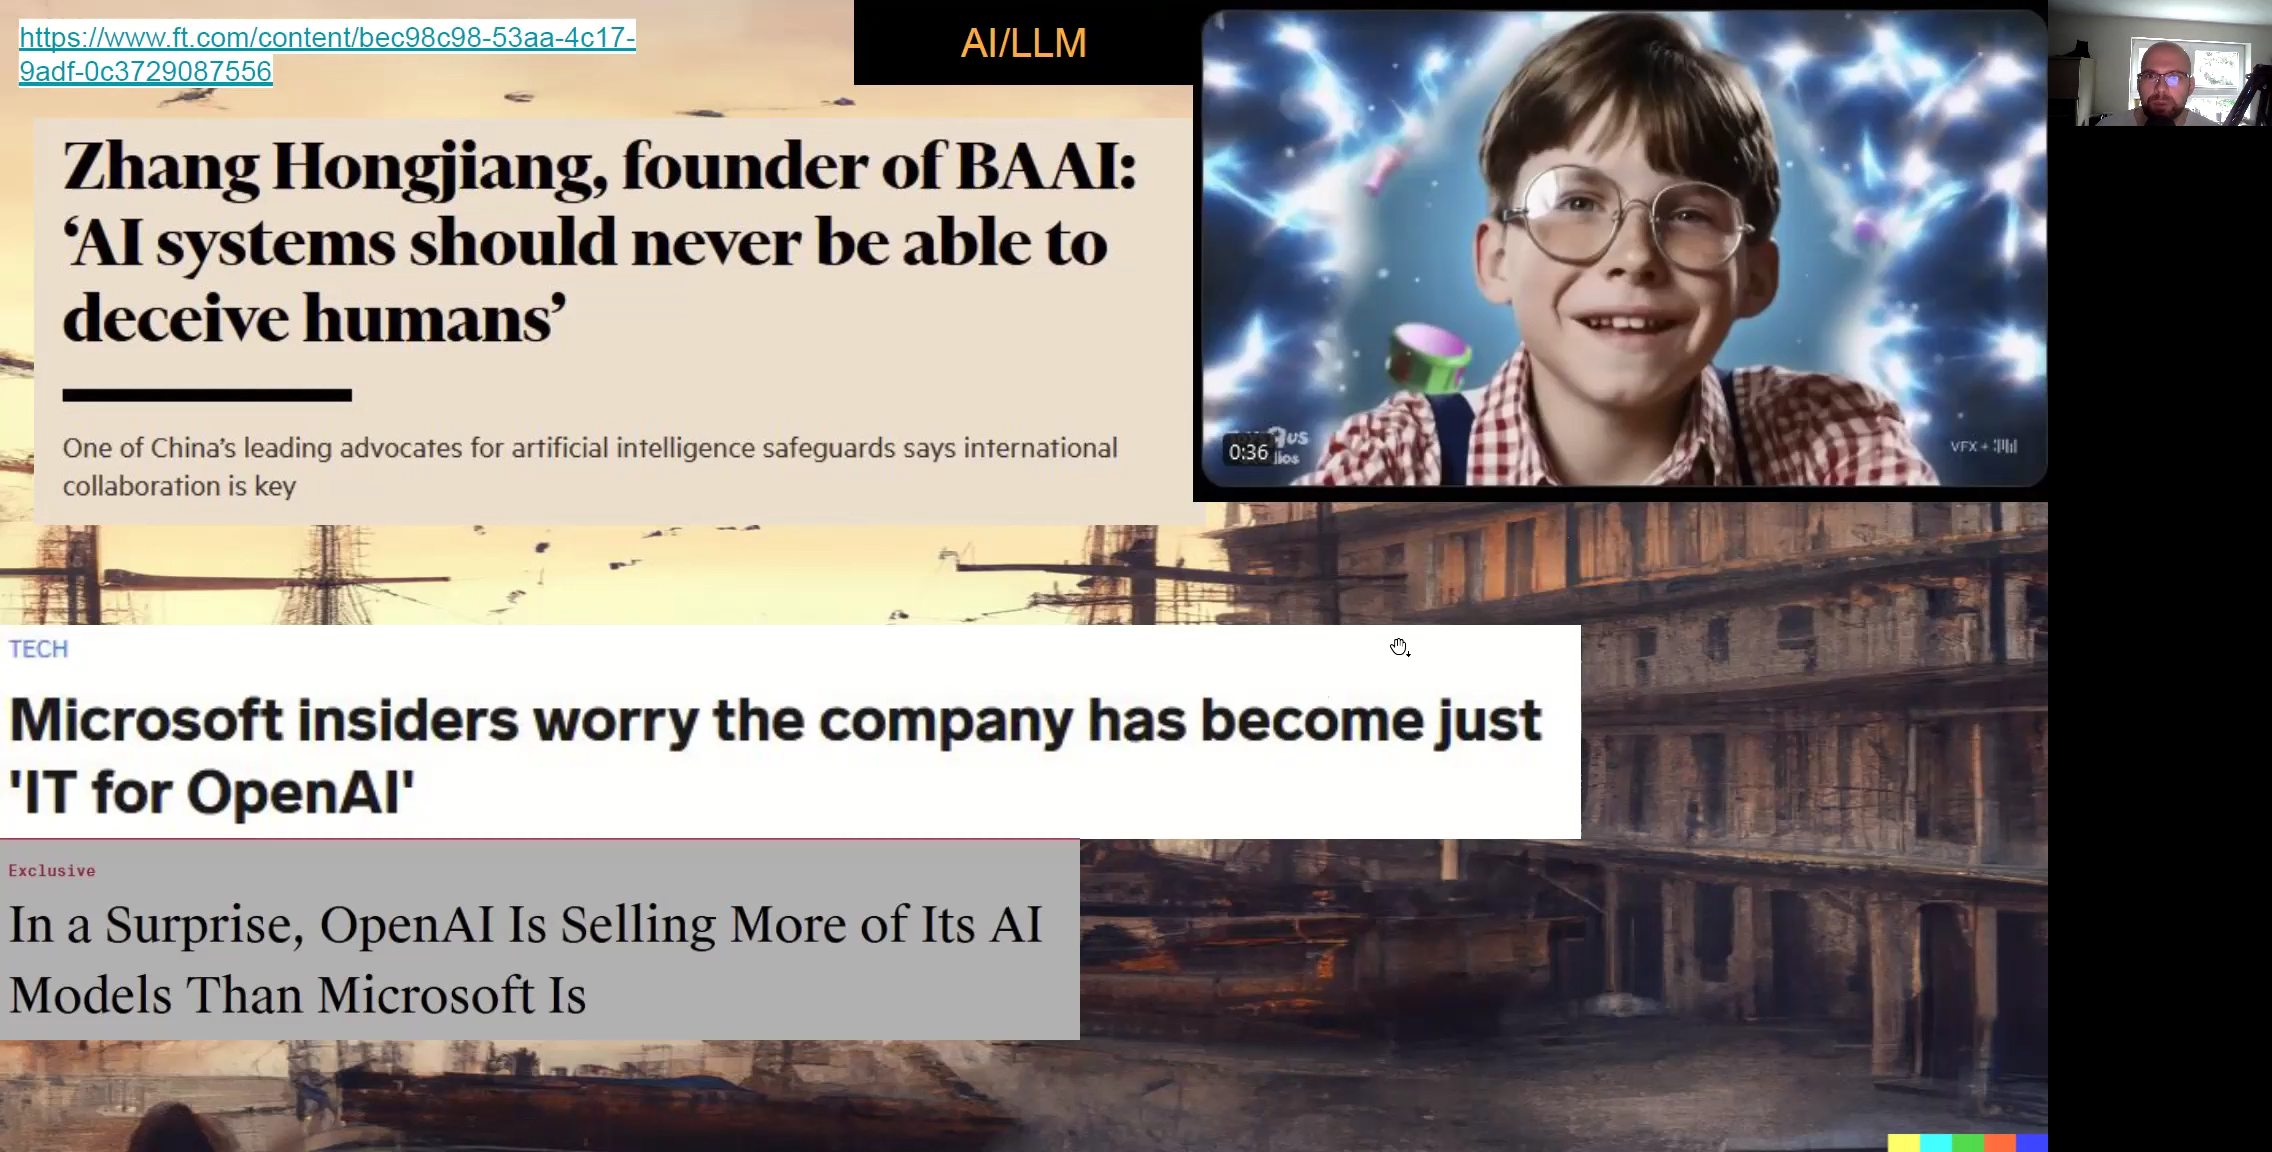 https://www.ft.com/content/bec98c98-53aa-4c17-
9adf-0c3729087556
AI/LLM
Zhang Hongjiang, founder of BAAI:
‘AI systems should never be able to
deceive humans’
One of China’s leading advocates for artificial intelligence safeguards says international
collaboration is key
0:36
VFX +
TECH
Microsoft insiders worry the company has become just
'IT for OpenAI'
Exclusive
In a Surprise, OpenAI Is Selling More of Its AI
Models Than Microsoft Is